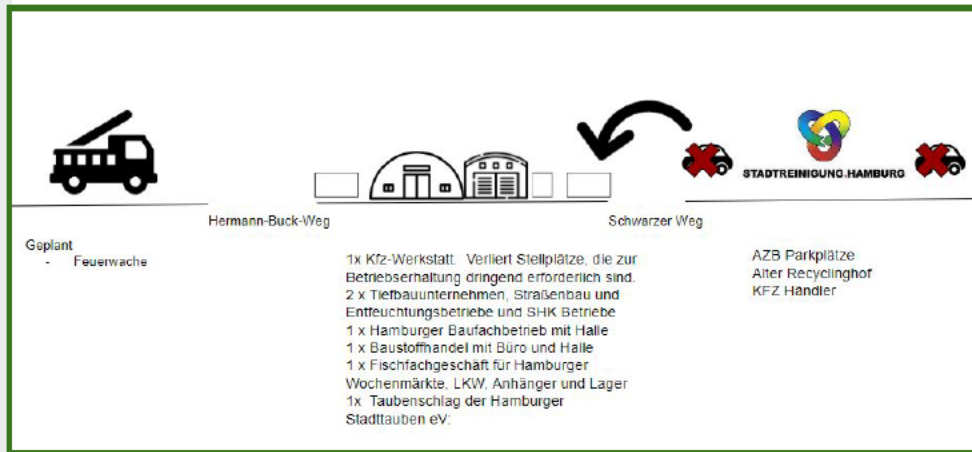 STADTREINIGUNG.HAMBURG
Hermann-Buck-Weg
Schwarzer Weg
Geplant
- Feuerwache
1x Kfz-Werkstatt. Verliert Stellplätze, die zur
Betriebserhaltung dringend erforderlich sind.
2 x Tiefbauunternehmen, Straßenbau und
Entfeuchtungsbetriebe und SHK Betriebe
1 x Hamburger Baufachbetrieb mit Halle
1 x Baustoffhandel mit Büro und Halle
1 x Fischfachgeschäft für Hamburger
Wochenmärkte, LKW, Anhänger und Lager
1x Taubenschlag der Hamburger
Stadttauben eV:
AZB Parkplätze
Alter Recyclinghof
KFZ Händler